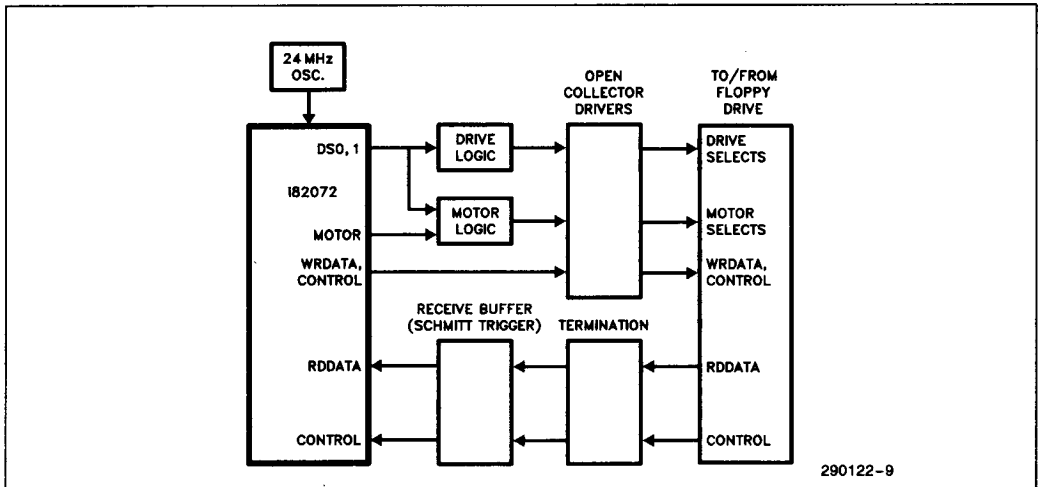 24 MHz
OSC.
OPEN
COLLECTOR
DRIVERS
TO/FROM
FLOPPY
DRIVE
DS0, 1
DRIVE
LOGIC
DRIVE
SELECTS
I82072
MOTOR
LOGIC
MOTOR
SELECTS
MOTOR
WRDATA,
CONTROL
WRDATA,
CONTROL
RECEIVE BUFFER
(SCHMITT TRIGGER)
TERMINATION
RDDATA
RDDATA
CONTROL
CONTROL
290122-9